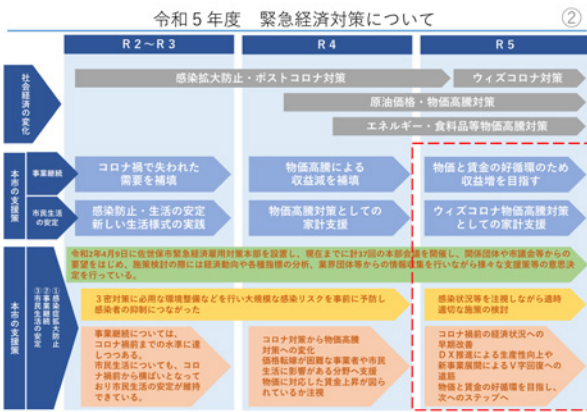 令和5年度　緊急経済対策について
②
R2～R3
R4
R5
社会経済の変化
感染拡大防止・ポストコロナ対策
ウィズコロナ対策
原油価格・物価高騰対策
エネルギー・食料品等物価高騰対策
本市の支援策
事業継続
コロナ禍で失われた
需要を補填
物価高騰による
収益減を補填
物価と賃金の好循環のため
収益増を目指す
市民生活
の安定
感染防止・生活の安定
新しい生活様式の実践
物価高騰対策としての
家計支援
ウィズコロナ物価高騰対策
としての家計支援
本市の支援策
①感染症拡大防止
②事業継続
③市民生活の安定
令和2年4月9日に佐世保市緊急経済雇用対策本部を設置し、現在までに計37回の本部会議を開催し、関係団体や市議会等からの
要望をはじめ、施策検討の際には経済動向や各種指標の分析、業界団体等からの情報収集を行いながら様々な支援策等の意思決
定を行っている。
3密対策に必要な環境整備などを行い大規模な感染リスクを事前に予防し
感染者の抑制につながった
感染状況等を注視しながら適時
適切な施策の検討
事業継続については、
コロナ禍前までの水準に達
しつつある。
市民生活についても、コロ
ナ禍前から横ばいとなって
おり市民生活の安定が維持
できている。
コロナ対策から物価高騰
対策への変化
価格転嫁が困難な事業者や市民
生活に影響がある分野へ支援
物価に対応した賃金上昇が図ら
れているか注視
コロナ禍前の経済状況への
早期改善
DX推進による生産性向上や
新事業展開によるV字回復へ
の道筋
物価と賃金の好循環を目指し、
次へのステップへ